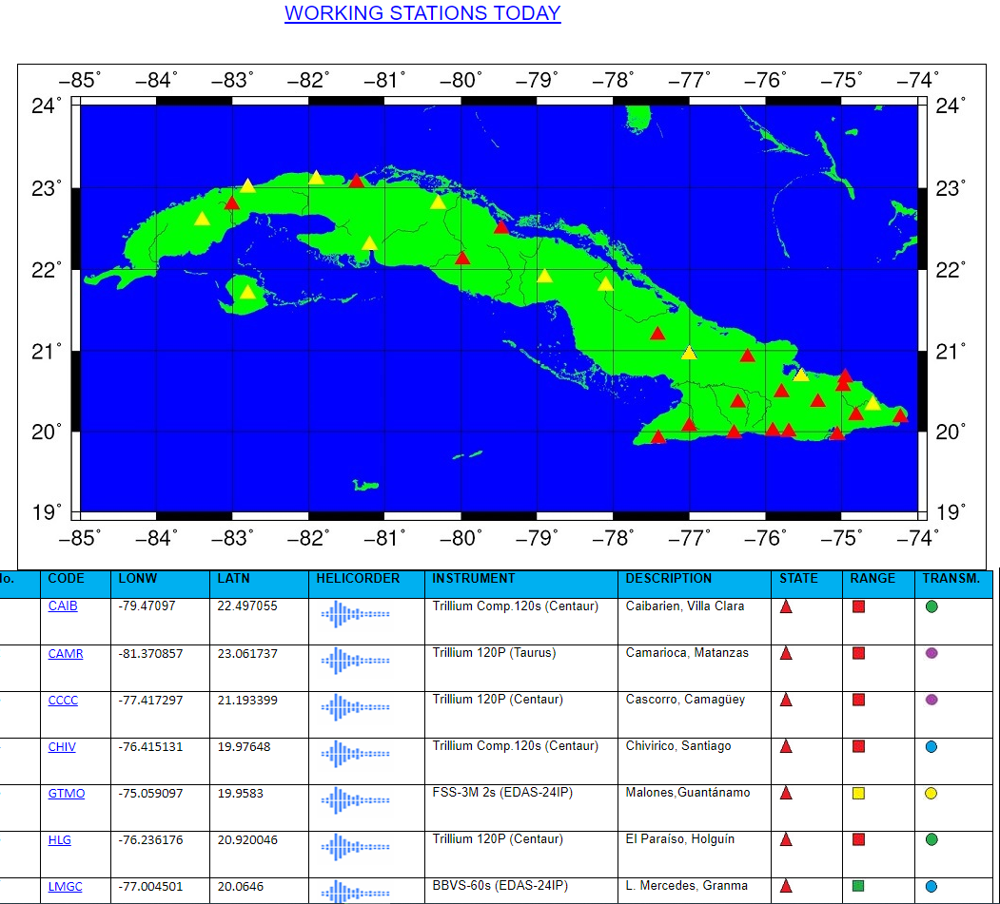 WORKING STATIONS TODAY
−85° −84° −83° −82° −81° −80° −79° −78° −77° −76° −75° −74°
24° 24°
23° 23°
22° 22°
21° 21°
20° 20°
19° 19°
−85° −84° −83° −82° −81° −80° −79° −78° −77° −76° −75° −74°
CODE LONW LATN HELICORDER INSTRUMENT DESCRIPTION STATE RANGE TRANSM.
CAIB -79.47097 22.497055 Trillium Comp.120s (Centaur) Caibarien, Villa Clara
CAMR -81.370857 23.061737 Trillium 120P (Taurus) Camarioca, Matanzas
CCCC -77.417297 21.193399 Trillium 120P (Centaur) Cascorro, Camagüey
CHIV -76.415131 19.97648 Trillium Comp.120s (Centaur) Chivirico, Santiago
GTMO -75.059097 19.9583 FSS-3M 2s (EDAS-24IP) Malones,Guantánamo
HLG -76.236176 20.920046 Trillium 120P (Centaur) El Paraíso, Holguín
LMGC -77.004501 20.0646 BBVS-60s (EDAS-24IP) L. Mercedes, Granma